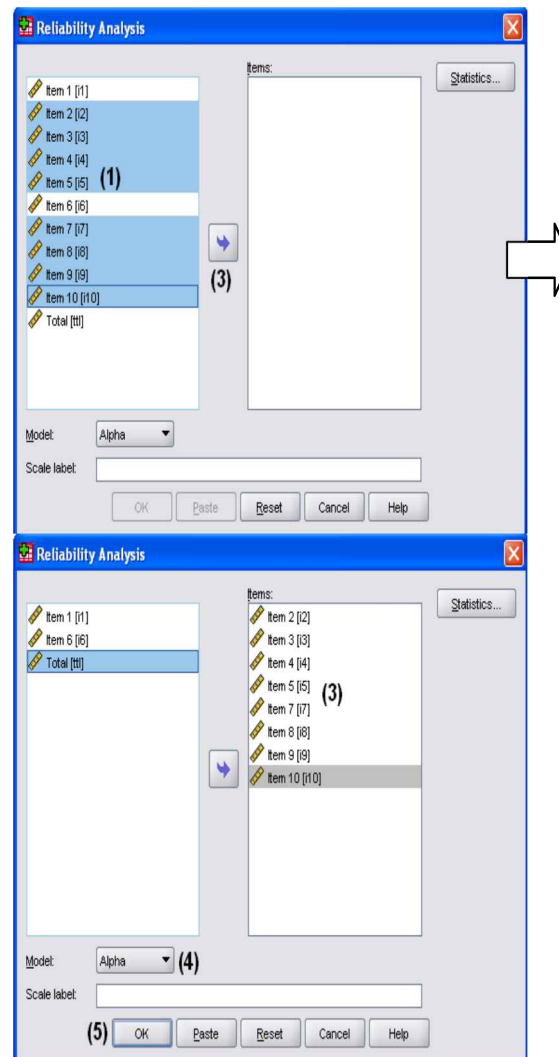 Reliability Analysis
Items:
Statistics...
Item 1 [i1]
Item 2 [i2]
Item 3 [i3]
Item 4 [i4]
Item 5 [i5] (1)
Item 6 [i6]
Item 7 [i7]
Item 8 [i8]
Item 9 [i9]
Item 10 [i10]
Total [ttl]
(3)
Model: Alpha
Scale label:
OK Paste Reset Cancel Help
Reliability Analysis
Items:
Statistics...
Item 1 [i1]
Item 6 [i6]
Total [ttl]
Item 2 [i2]
Item 3 [i3]
Item 4 [i4]
Item 5 [i5] (3)
Item 7 [i7]
Item 8 [i8]
Item 9 [i9]
Item 10 [i10]
Model: Alpha (4)
Scale label:
(5) OK Paste Reset Cancel Help